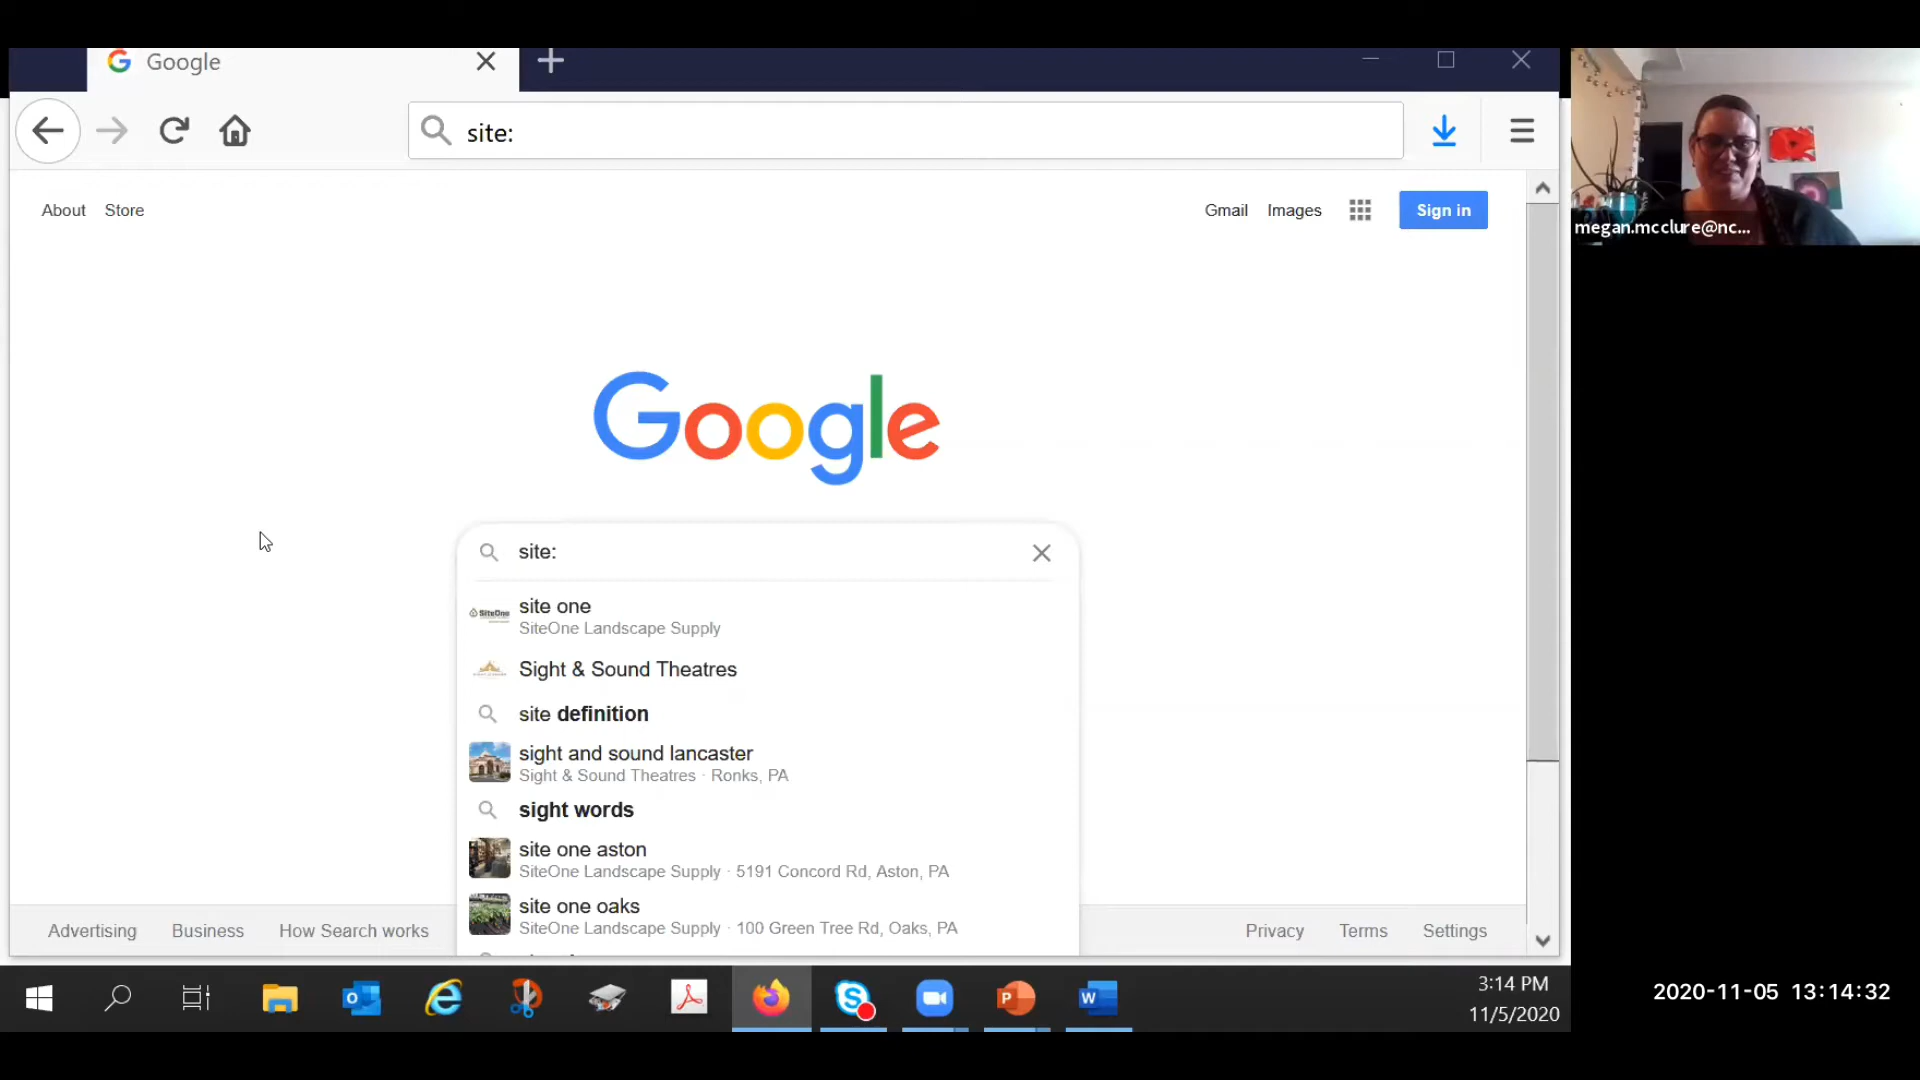 Google
site:
About Store
Gmail Images Sign in
Google
site:
site one
SiteOne SiteOne Landscape Supply
Sight & Sound Theatres
site definition
sight and sound lancaster
Sight & Sound Theatres · Ronks, PA
sight words
site one aston
SiteOne Landscape Supply · 5191 Concord Rd, Aston, PA
site one oaks
SiteOne Landscape Supply · 100 Green Tree Rd, Oaks, PA
Advertising Business How Search works
Privacy Terms Settings
3:14 PM
11/5/2020
megan.mcclure@nc...
2020-11-05 13:14:32